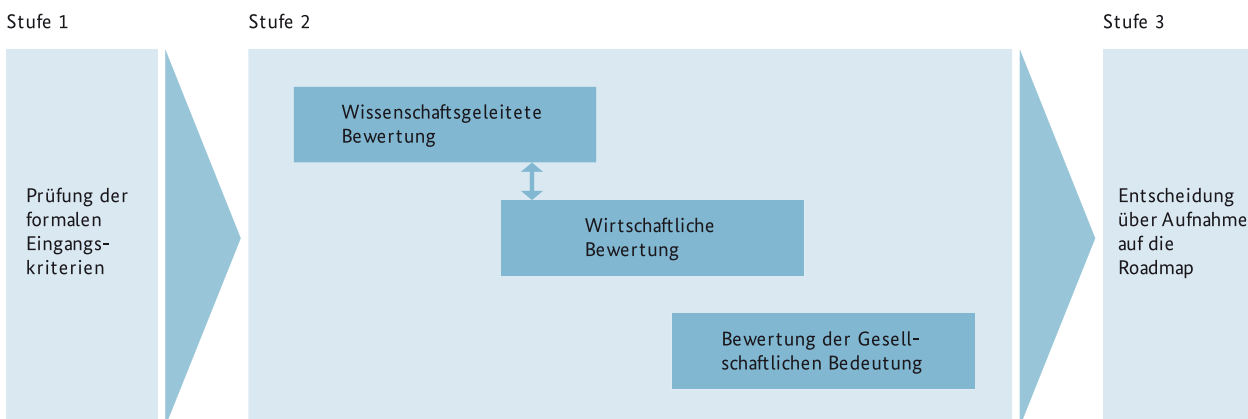 Stufe 1
Stufe 2
Stufe 3
Prüfung der
formalen
Eingangs-
kriterien
Wissenschaftsgeleitete
Bewertung
Wirtschaftliche
Bewertung
Bewertung der Gesell-
schaftlichen Bedeutung
Entscheidung
über Aufnahme
auf die
Roadmap